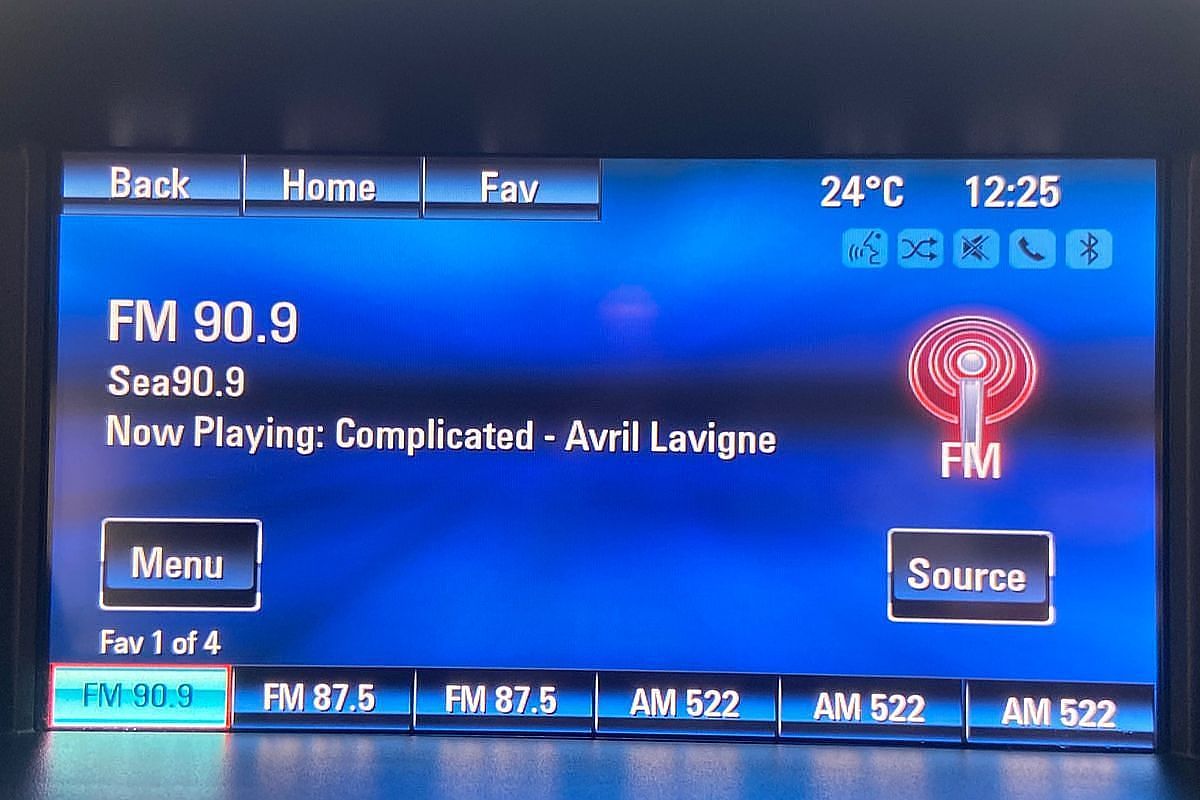 Back Home Fav 24°C 12:25
FM 90.9
Sea90.9
Now Playing: Complicated - Avril Lavigne
FM
Menu Source
Fav 1 of 4
FM 90.9 FM 87.5 FM 87.5 AM 522 AM 522 AM 522